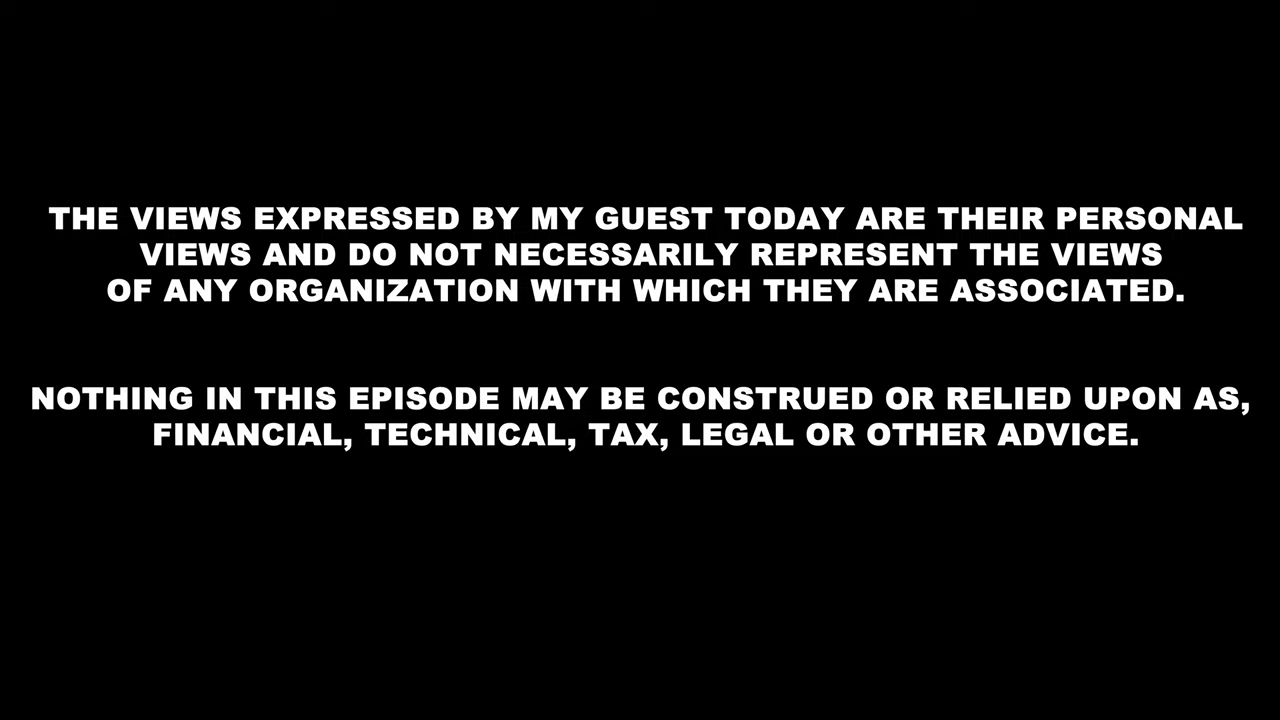 THE VIEWS EXPRESSED BY MY GUEST TODAY ARE THEIR PERSONAL
VIEWS AND DO NOT NECESSARILY REPRESENT THE VIEWS
OF ANY ORGANIZATION WITH WHICH THEY ARE ASSOCIATED.
NOTHING IN THIS EPISODE MAY BE CONSTRUED OR RELIED UPON AS,
FINANCIAL, TECHNICAL, TAX, LEGAL OR OTHER ADVICE.